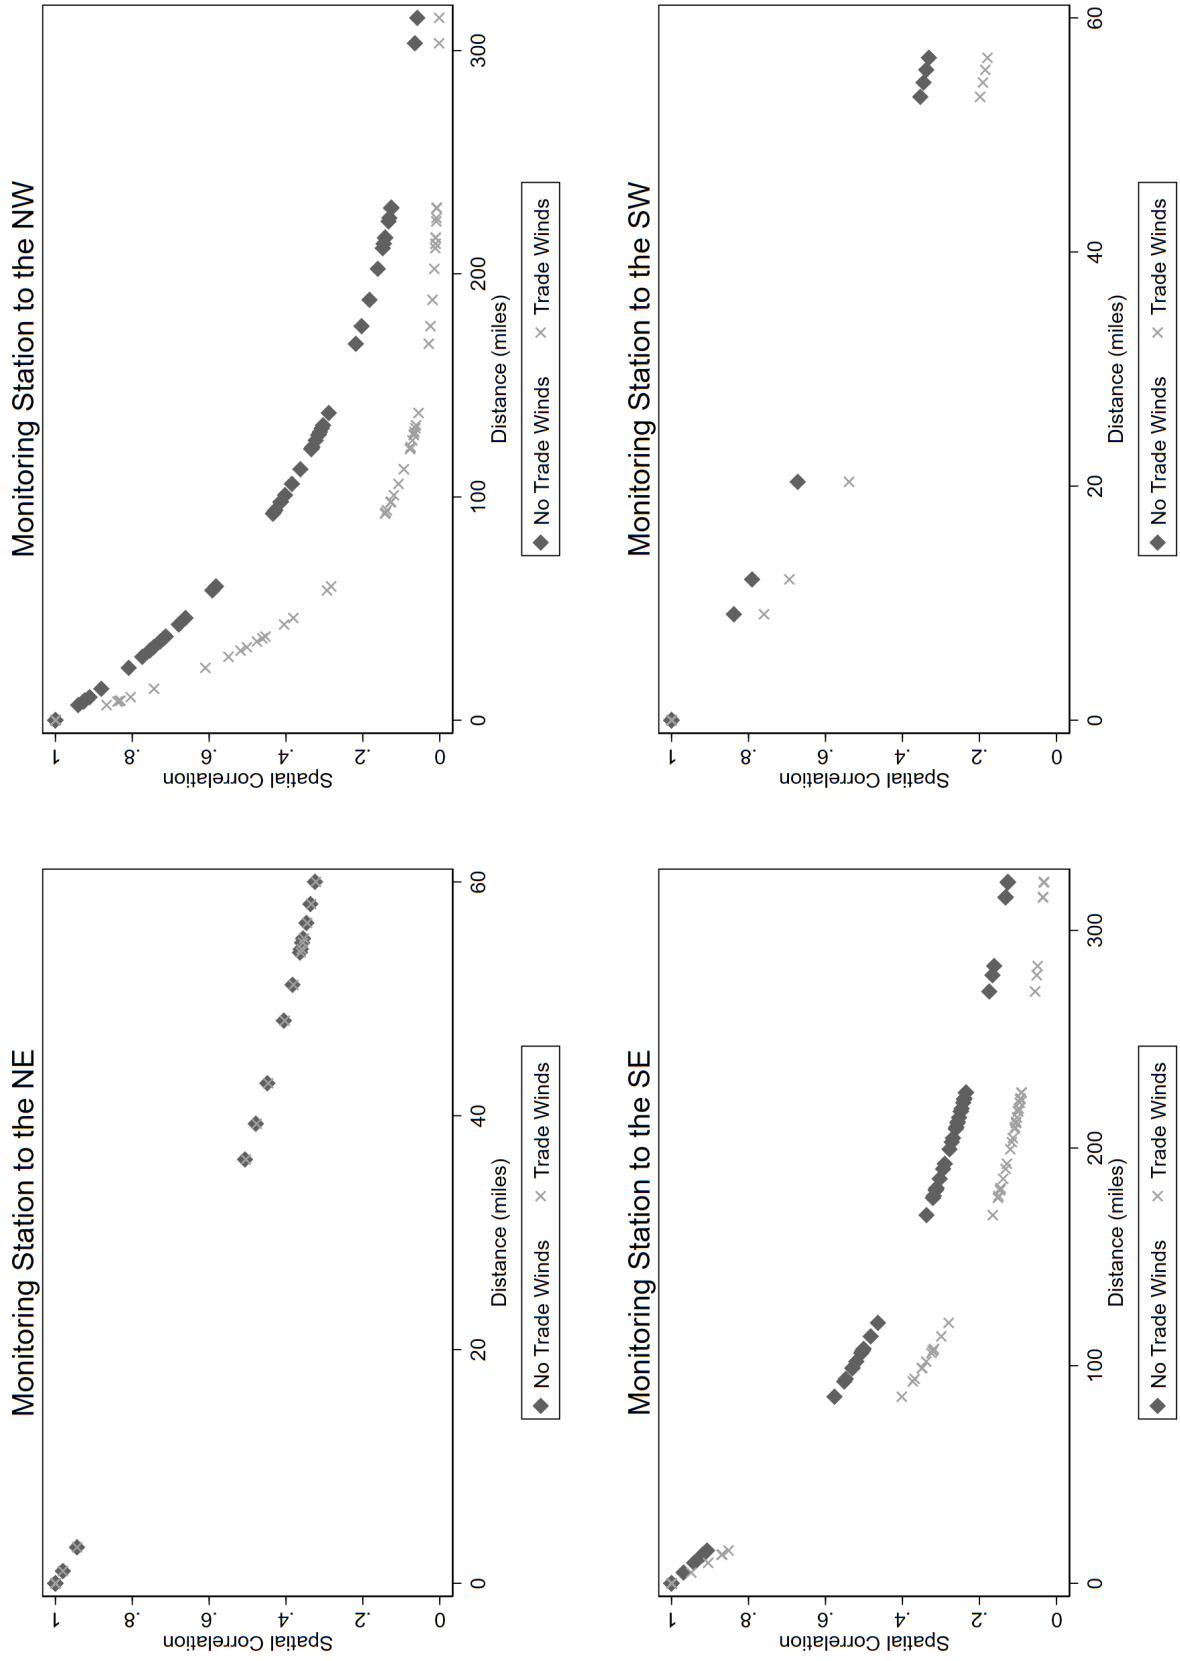 Monitoring Station to the NE
Spatial Correlation
1
.8
.6
.4
.2
0
0 20 40 60
Distance (miles)
No Trade Winds Trade Winds
Monitoring Station to the NW
Spatial Correlation
1
.8
.6
.4
.2
0
0 100 200 300
Distance (miles)
No Trade Winds Trade Winds
Monitoring Station to the SE
Spatial Correlation
1
.8
.6
.4
.2
0
0 100 200 300
Distance (miles)
No Trade Winds Trade Winds
Monitoring Station to the SW
Spatial Correlation
1
.8
.6
.4
.2
0
0 20 40 60
Distance (miles)
No Trade Winds Trade Winds